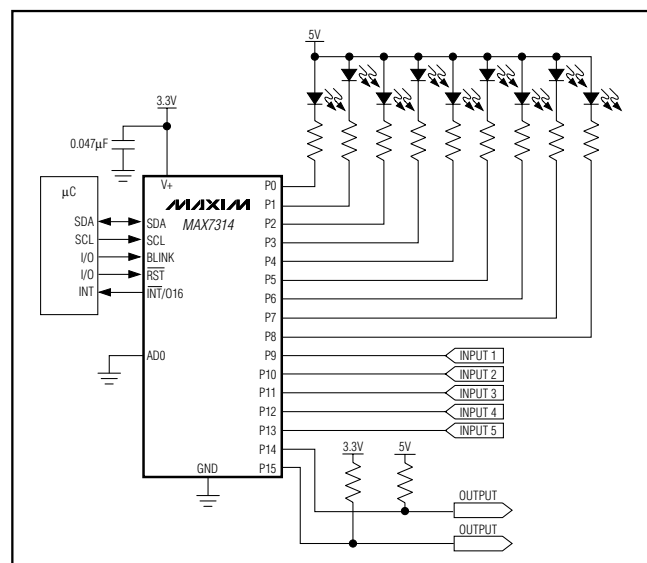 5V
3.3V
0.047μF
μC
V+
P0
MAXIM
P1
SDA
SDA
MAX7314
P2
SCL
SCL
P3
I/O
BLINK
P4
I/O
RST
P5
INT
INT/O16
P6
P7
P8
AD0
P9
INPUT 1
P10
INPUT 2
P11
INPUT 3
P12
INPUT 4
P13
INPUT 5
P14
3.3V
5V
GND
P15
OUTPUT
OUTPUT